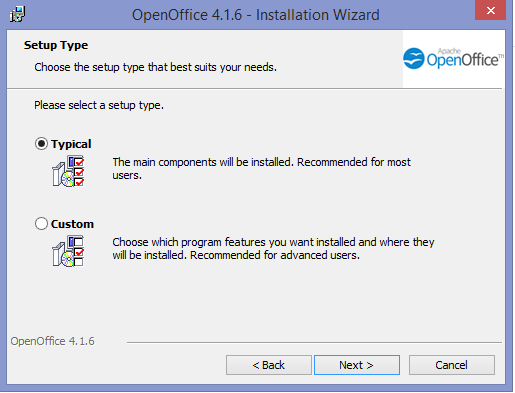 OpenOffice 4.1.6 - Installation Wizard
Setup Type
Choose the setup type that best suits your needs.
Apache
OpenOffice™
Please select a setup type.
Typical
The main components will be installed. Recommended for most
users.
Custom
Choose which program features you want installed and where they
will be installed. Recommended for advanced users.
OpenOffice 4.1.6
< Back
Next >
Cancel